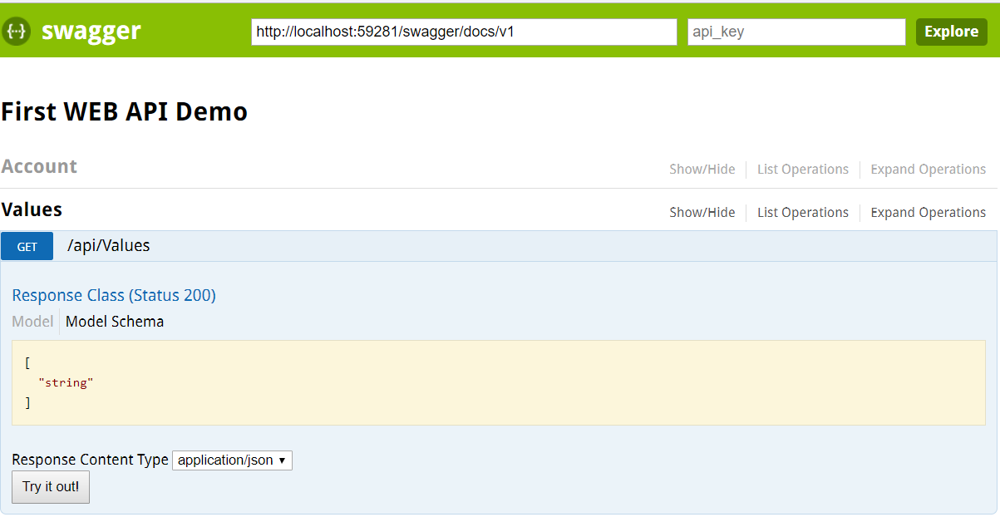 {···} swagger http://localhost:59281/swagger/docs/v1 api_key Explore
First WEB API Demo
Account Show/Hide List Operations Expand Operations
Values Show/Hide List Operations Expand Operations
GET /api/Values
Response Class (Status 200)
Model Model Schema
[
"string"
]
Response Content Type application/json
Try it out!